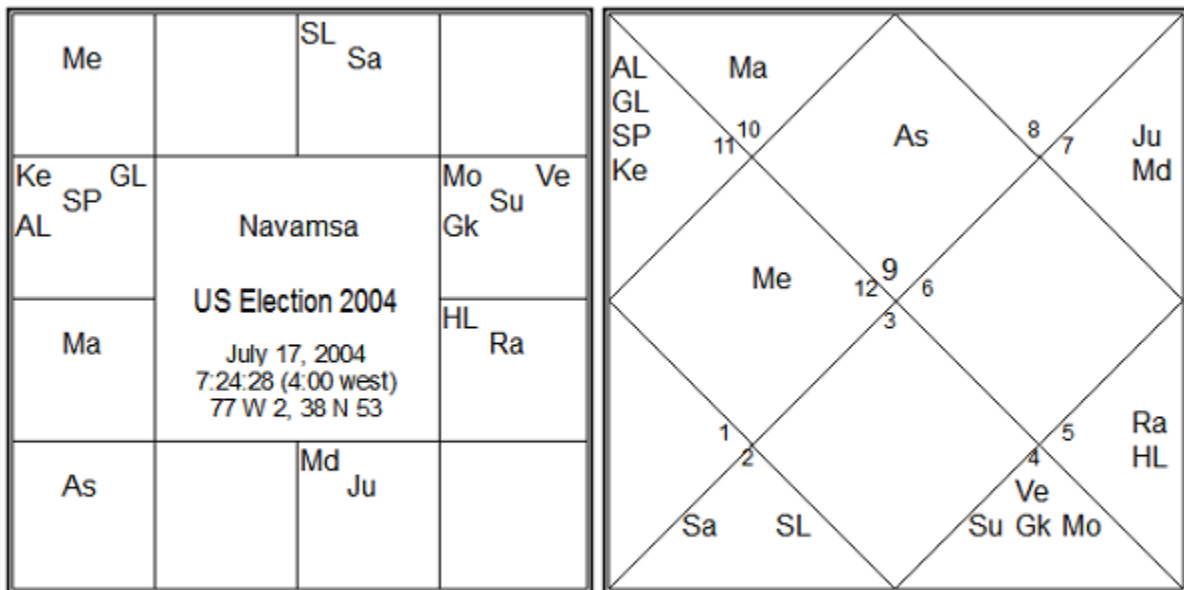 Me
SL
Sa
Ke GL
SP
AL
Navamsa
Mo Ve
Su
Gk
US Election 2004
Ma
July 17, 2004
7:24:28 (4:00 west)
77 W 2, 38 N 53
HL
Ra
As
Md
Ju
AL
GL
SP
Ke
Ma
As
Ju
Md
10
11
8
7
Me
9
12
6
3
1
2
5
4
Ra
HL
Ve
Su Gk Mo
Sa SL